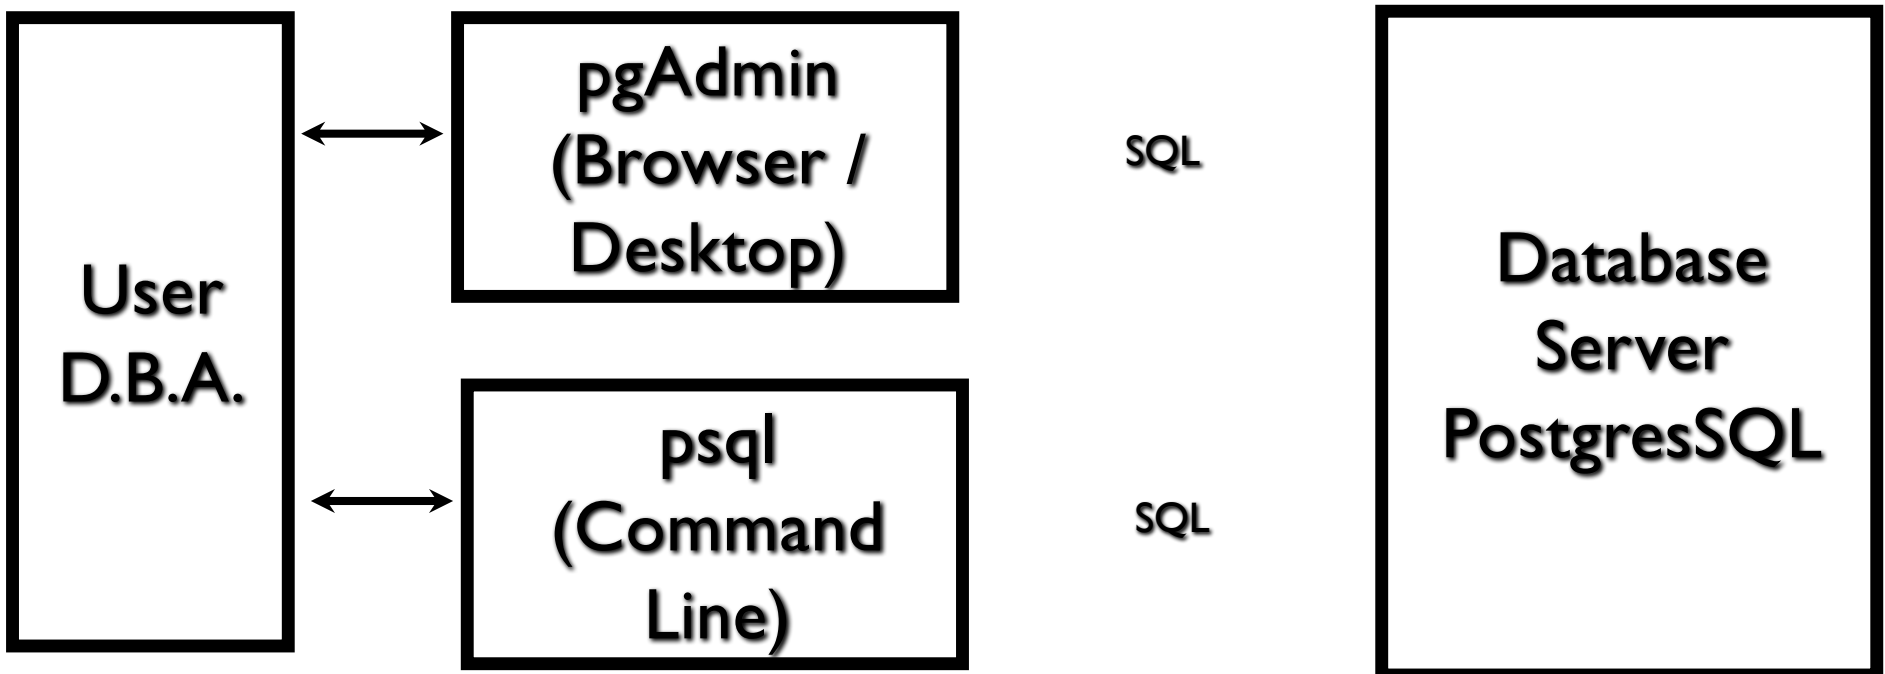 User
D.B.A.
pgAdmin
(Browser /
Desktop)
SQL
psql
(Command
Line)
SQL
Database
Server
PostgresSQL